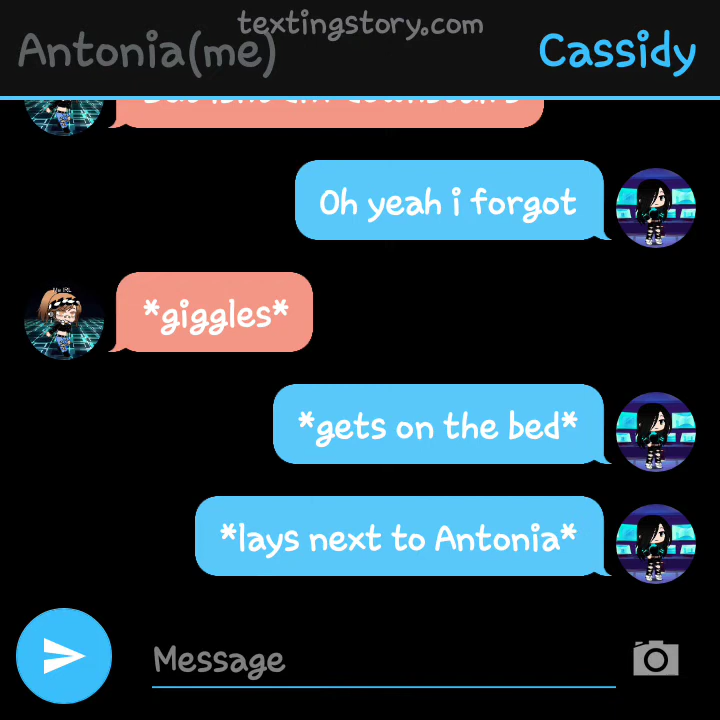 textingstory.com
Antonia(me)
Cassidy
Oh yeah i forgot
*giggles*
*gets on the bed*
*lays next to Antonia*
Message